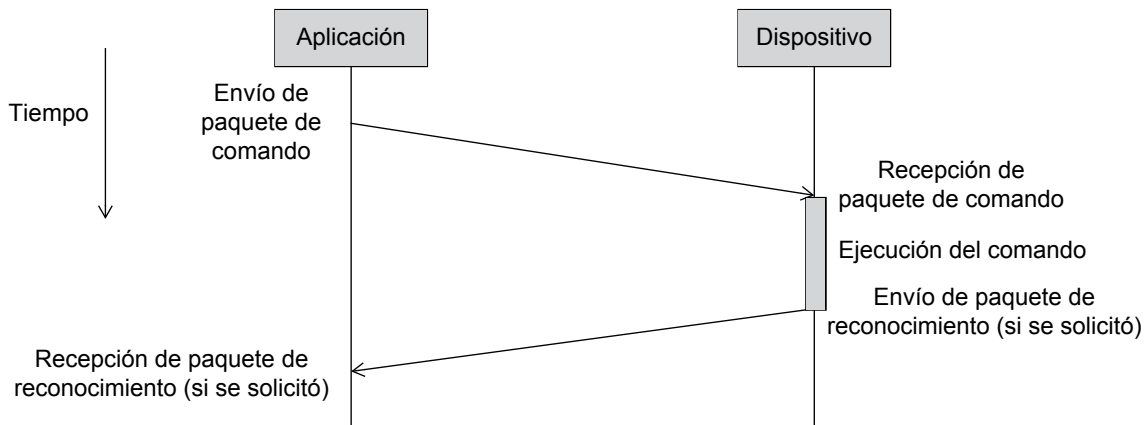 Aplicación
Dispositivo
Tiempo
Envío de
paquete de
comando
Recepción de
paquete de comando
Ejecución del comando
Envío de paquete de
reconocimiento (si se solicitó)
Recepción de paquete de
reconocimiento (si se solicitó)